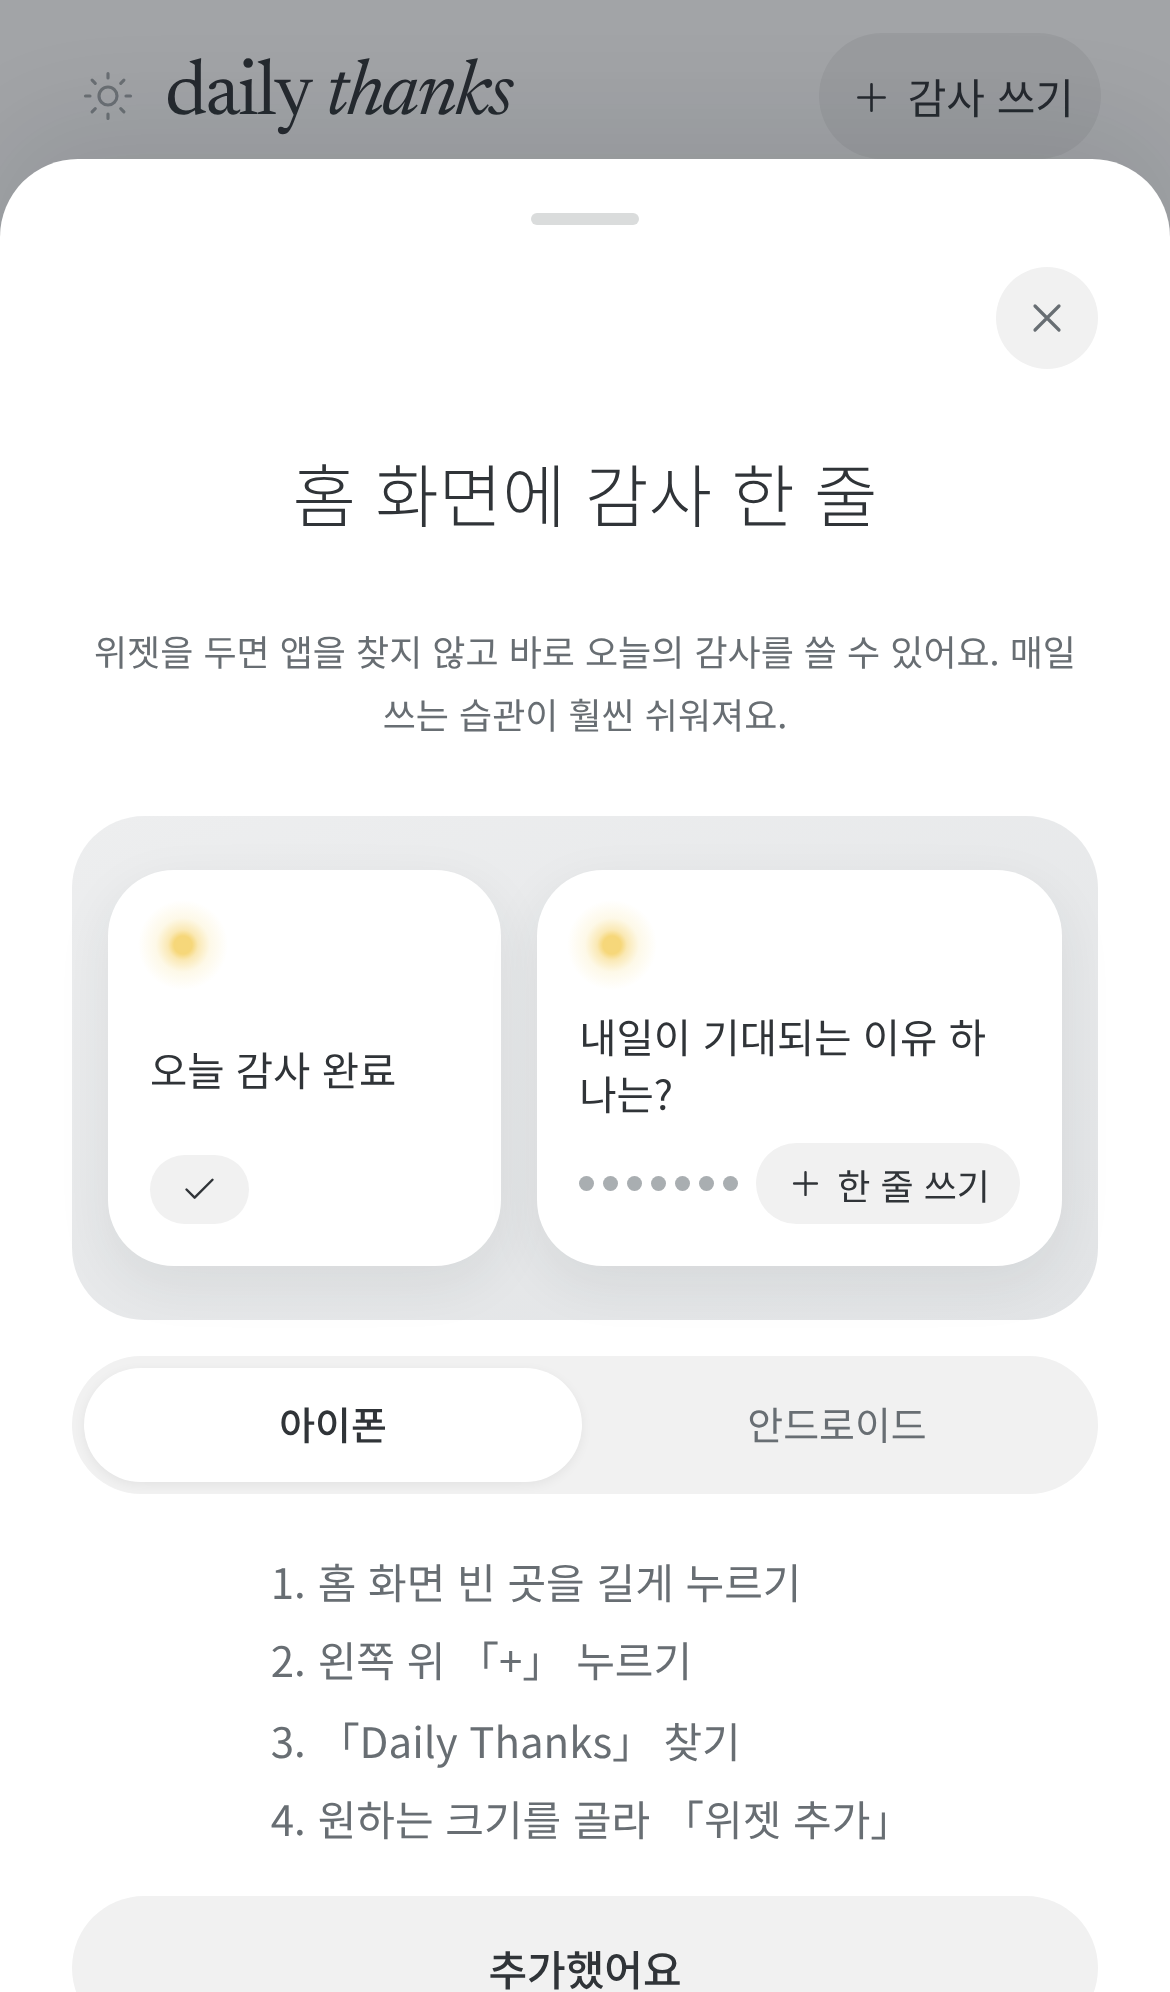 daily thanks
+ 감사 쓰기
홈 화면에 감사 한 줄
위젯을 두면 앱을 찾지 않고 바로 오늘의 감사를 쓸 수 있어요. 매일
쓰는 습관이 훨씬 쉬워져요.
오늘 감사 완료
내일이 기대되는 이유 하
나는?
+ 한 줄 쓰기
아이폰
안드로이드
1. 홈 화면 빈 곳을 길게 누르기
2. 왼쪽 위 「+」 누르기
3. 「Daily Thanks」 찾기
4. 원하는 크기를 골라 「위젯 추가」
추가했어요